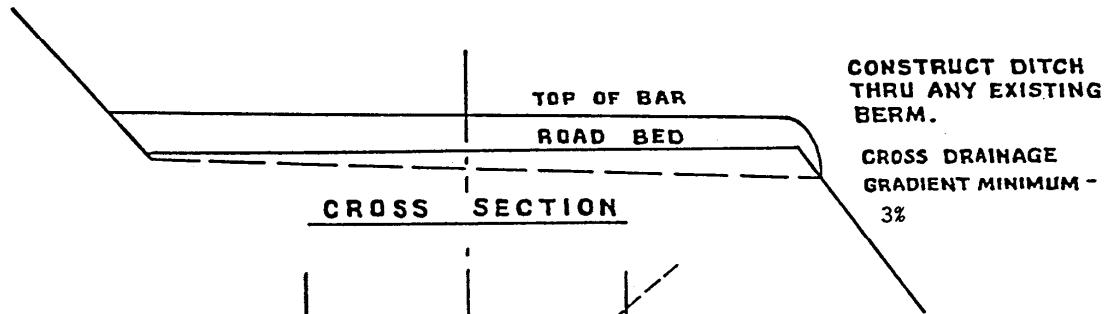 TOP OF BAR
ROAD BED
CROSS SECTION
CONSTRUCT DITCH
THRU ANY EXISTING
BERM.
CROSS DRAINAGE
GRADIENT MINIMUM -
3%